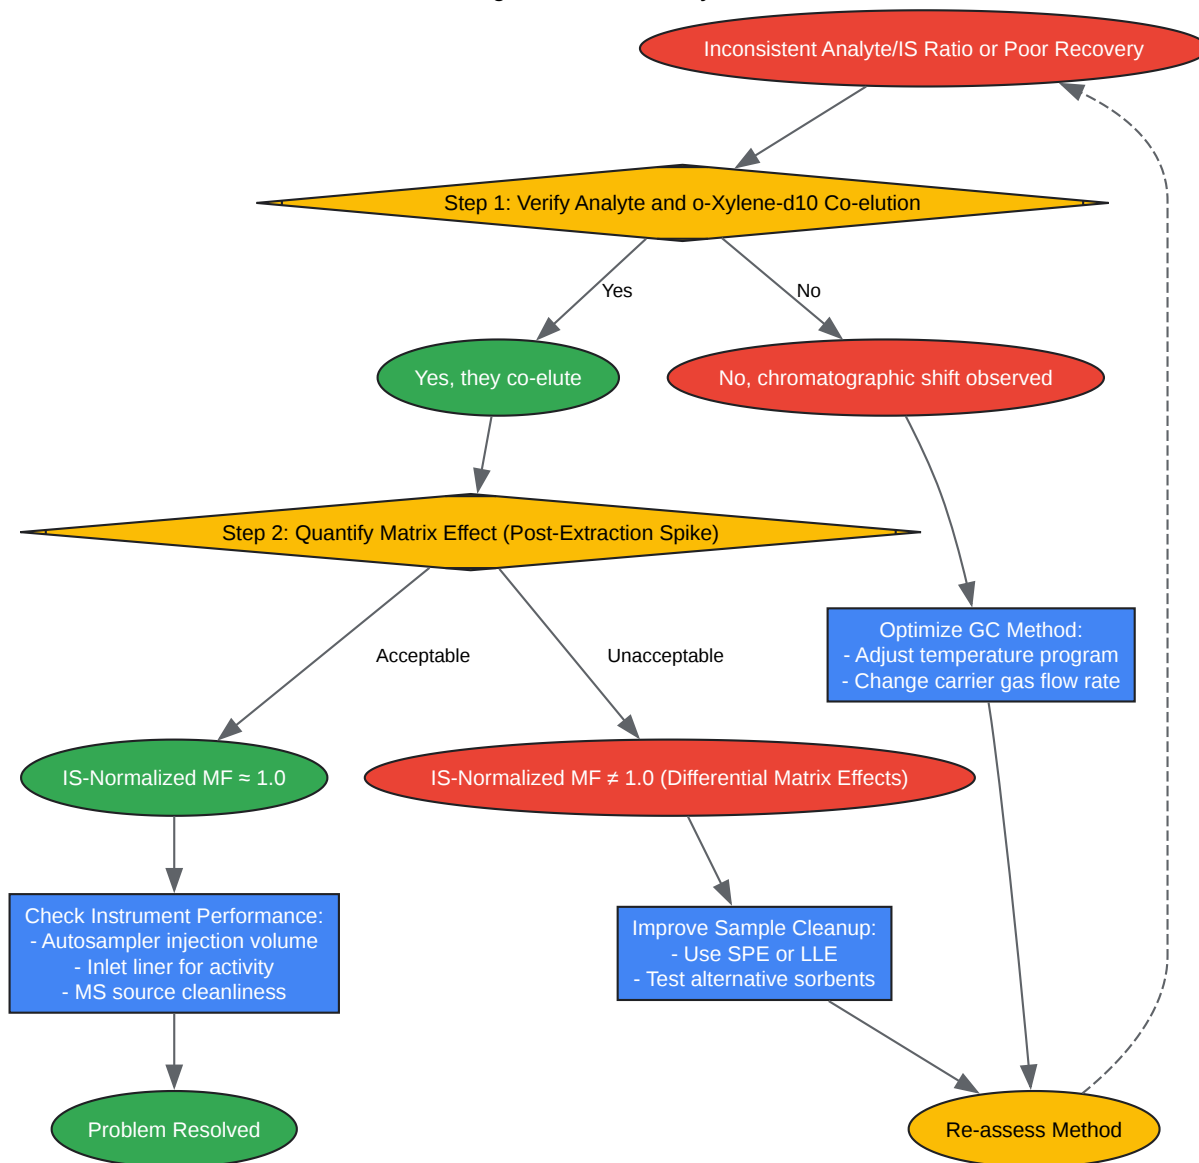 Inconsistent Analyte/IS Ratio or Poor Recovery
Step 1: Verify Analyte and o-Xylene-d10 Co-elution
Yes
No
Yes, they co-elute
No, chromatographic shift observed
Step 2: Quantify Matrix Effect (Post-Extraction Spike)
Optimize GC Method:
- Adjust temperature program
- Change carrier gas flow rate
Acceptable
Unacceptable
IS-Normalized MF ≈ 1.0
IS-Normalized MF ≠ 1.0 (Differential Matrix Effects)
Check Instrument Performance:
- Autosampler injection volume
- Inlet liner for activity
- MS source cleanliness
Improve Sample Cleanup:
- Use SPE or LLE
- Test alternative sorbents
Problem Resolved
Re-assess Method